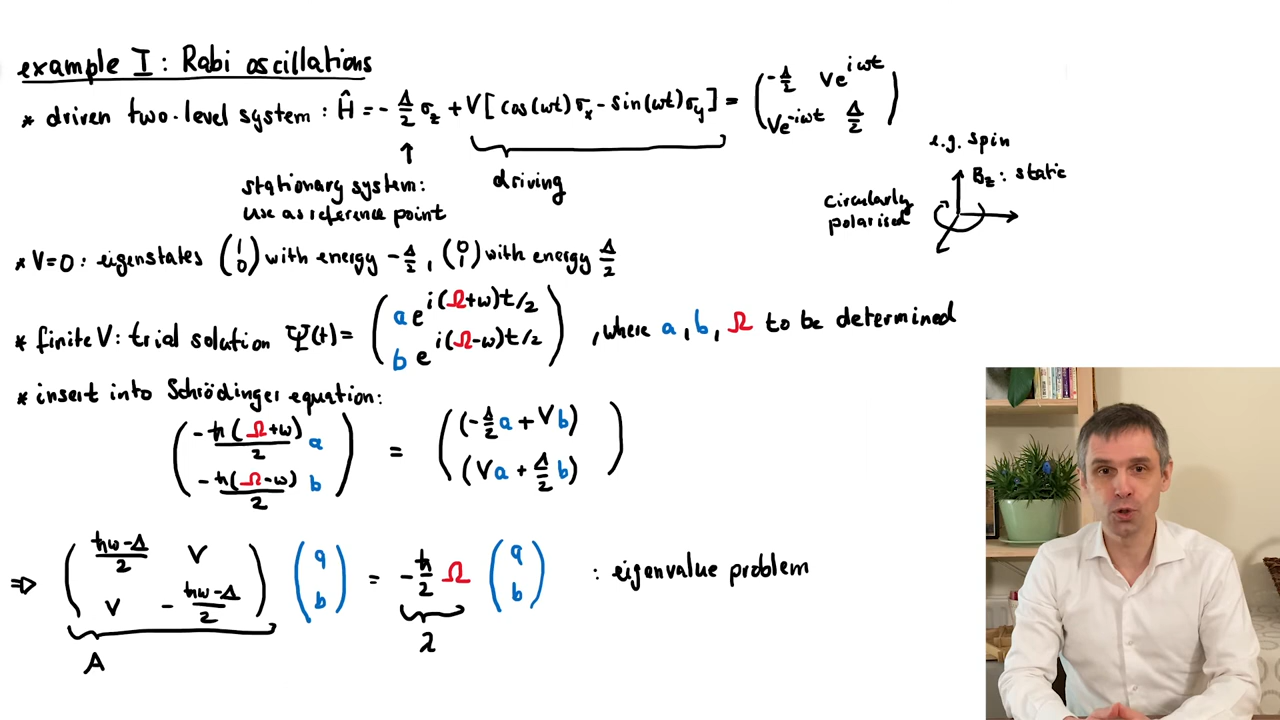 example I: Rabi oscillations
* driven two-level system: Ĥ = - Δ/2 σz + V[cos(ωt)σx - sin(ωt)σy] = ( -Δ/2 Ve^{iωt} ; Ve^{-iωt} Δ/2 )
↑
stationary system:
use as reference point
driving
e.g. spin
Bz: static
circularly
polarised
* V=0: eigenstates (1 0) with energy -Δ/2, (0 1) with energy Δ/2
* finite V: trial solution Ψ(t) = ( a e^{i(Ω+ω)t/2} ; b e^{i(Ω-ω)t/2} ), where a, b, Ω to be determined
* insert into Schrödinger equation:
( -ħ(Ω+ω)/2 a ; -ħ(Ω-ω)/2 b ) = ( (-Δ/2 a + Vb) ; (Va + Δ/2 b) )
⇒ ( ħω-Δ/2 V ; V - ħω-Δ/2 ) ( a ; b ) = -ħ/2 Ω ( a ; b ) : eigenvalue problem
A
λ